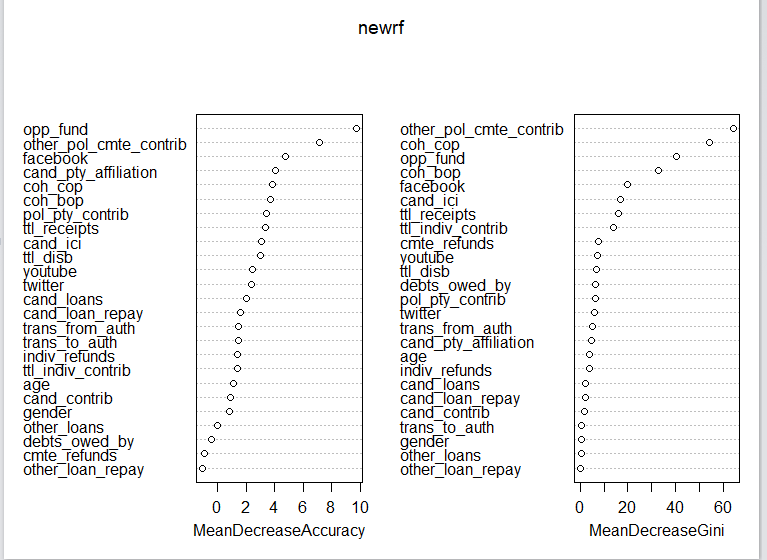 newrf
opp_fund
other_pol_cmte_contrib
facebook
cand_pty_affiliation
coh_cop
coh_bop
pol_pty_contrib
ttl_receipts
cand_ici
ttl_disb
youtube
twitter
cand_loans
cand_loan_repay
trans_from_auth
trans_to_auth
indiv_refunds
ttl_indiv_contrib
age
cand_contrib
gender
other_loans
debts_owed_by
cmte_refunds
other_loan_repay
0 2 4 6 8 10
MeanDecreaseAccuracy
other_pol_cmte_contrib
coh_cop
opp_fund
coh_bop
facebook
cand_ici
ttl_receipts
ttl_indiv_contrib
cmte_refunds
youtube
ttl_disb
debts_owed_by
pol_pty_contrib
twitter
trans_from_auth
cand_pty_affiliation
age
indiv_refunds
cand_loans
cand_loan_repay
cand_contrib
trans_to_auth
gender
other_loans
other_loan_repay
0 20 40 60
MeanDecreaseGini